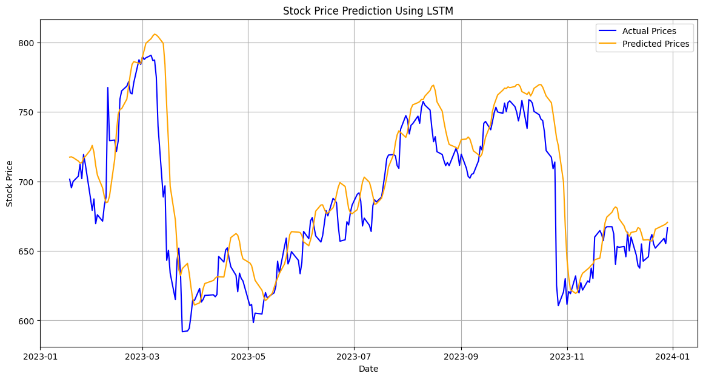 Stock Price Prediction Using LSTM
Actual Prices
Predicted Prices
Stock Price
800
750
700
650
600
2023-01
2023-03
2023-05
2023-07
2023-09
2023-11
2024-01
Date